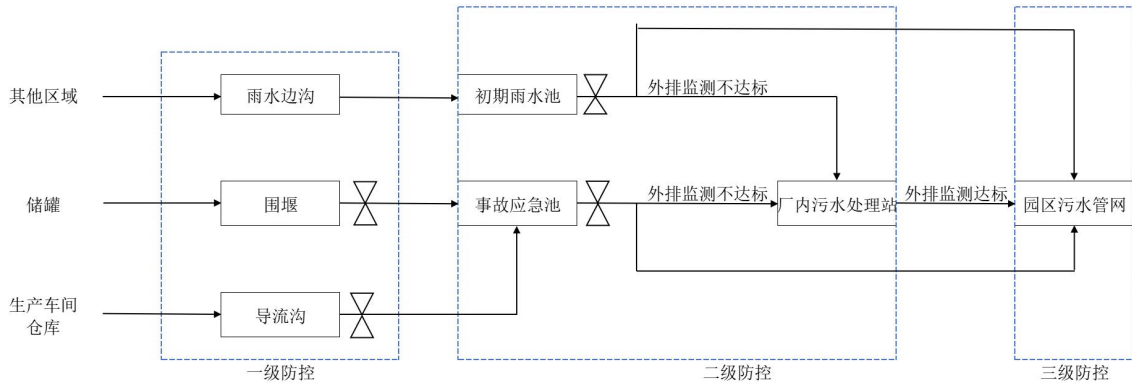 其他区域
雨水边沟
初期雨水池
外排监测不达标
储罐
围堰
事故应急池
外排监测不达标
厂内污水处理站
外排监测达标
园区污水管网
生产车间
仓库
导流沟
一级防控
二级防控
三级防控